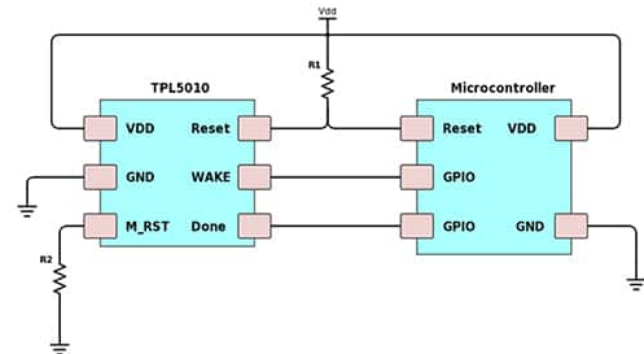 Vdd
R1
TPL5010
Microcontroller
VDD
Reset
Reset
VDD
GND
WAKE
GPIO
M_RST
Done
GPIO
GND
R2